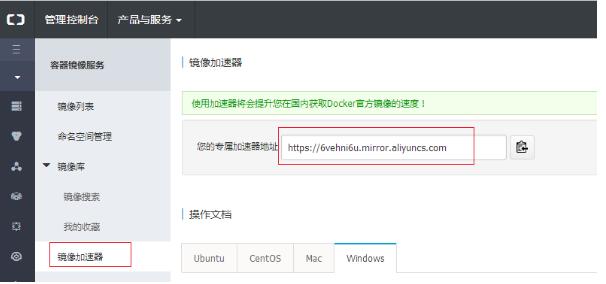 管理控制台 产品与服务
容器镜像服务
镜像列表
命名空间管理
镜像库
镜像搜索
我的收藏
镜像加速器
镜像加速器
使用加速器将会提升您在国内获取Docker官方镜像的速度！
您的专属加速器地址 https://6vehni6u.mirror.aliyuncs.com
操作文档
Ubuntu CentOS Mac Windows